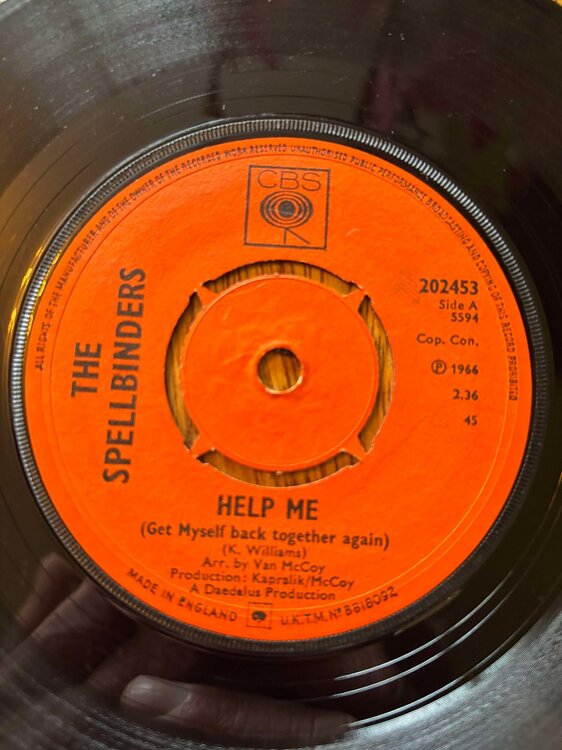 ALL RIGHTS OF THE MANUFACTURER AND OF THE OWNER OF THE RECORDED WORK RESERVED UNAUTHORISED PUBLIC PERFORMANCE BROADCASTING AND COPYING OF THIS RECORD PROHIBITED
CBS
THE
SPELLBINDERS
202453
Side A
5594
Cop. Con.
℗ 1966
2.36
45
HELP ME
(Get Myself back together again)
(K. Williams)
Arr. by Van McCoy
Production: Kapralik/McCoy
A Daedalus Production
MADE IN ENGLAND
U.K.T.M. Nº 8818092